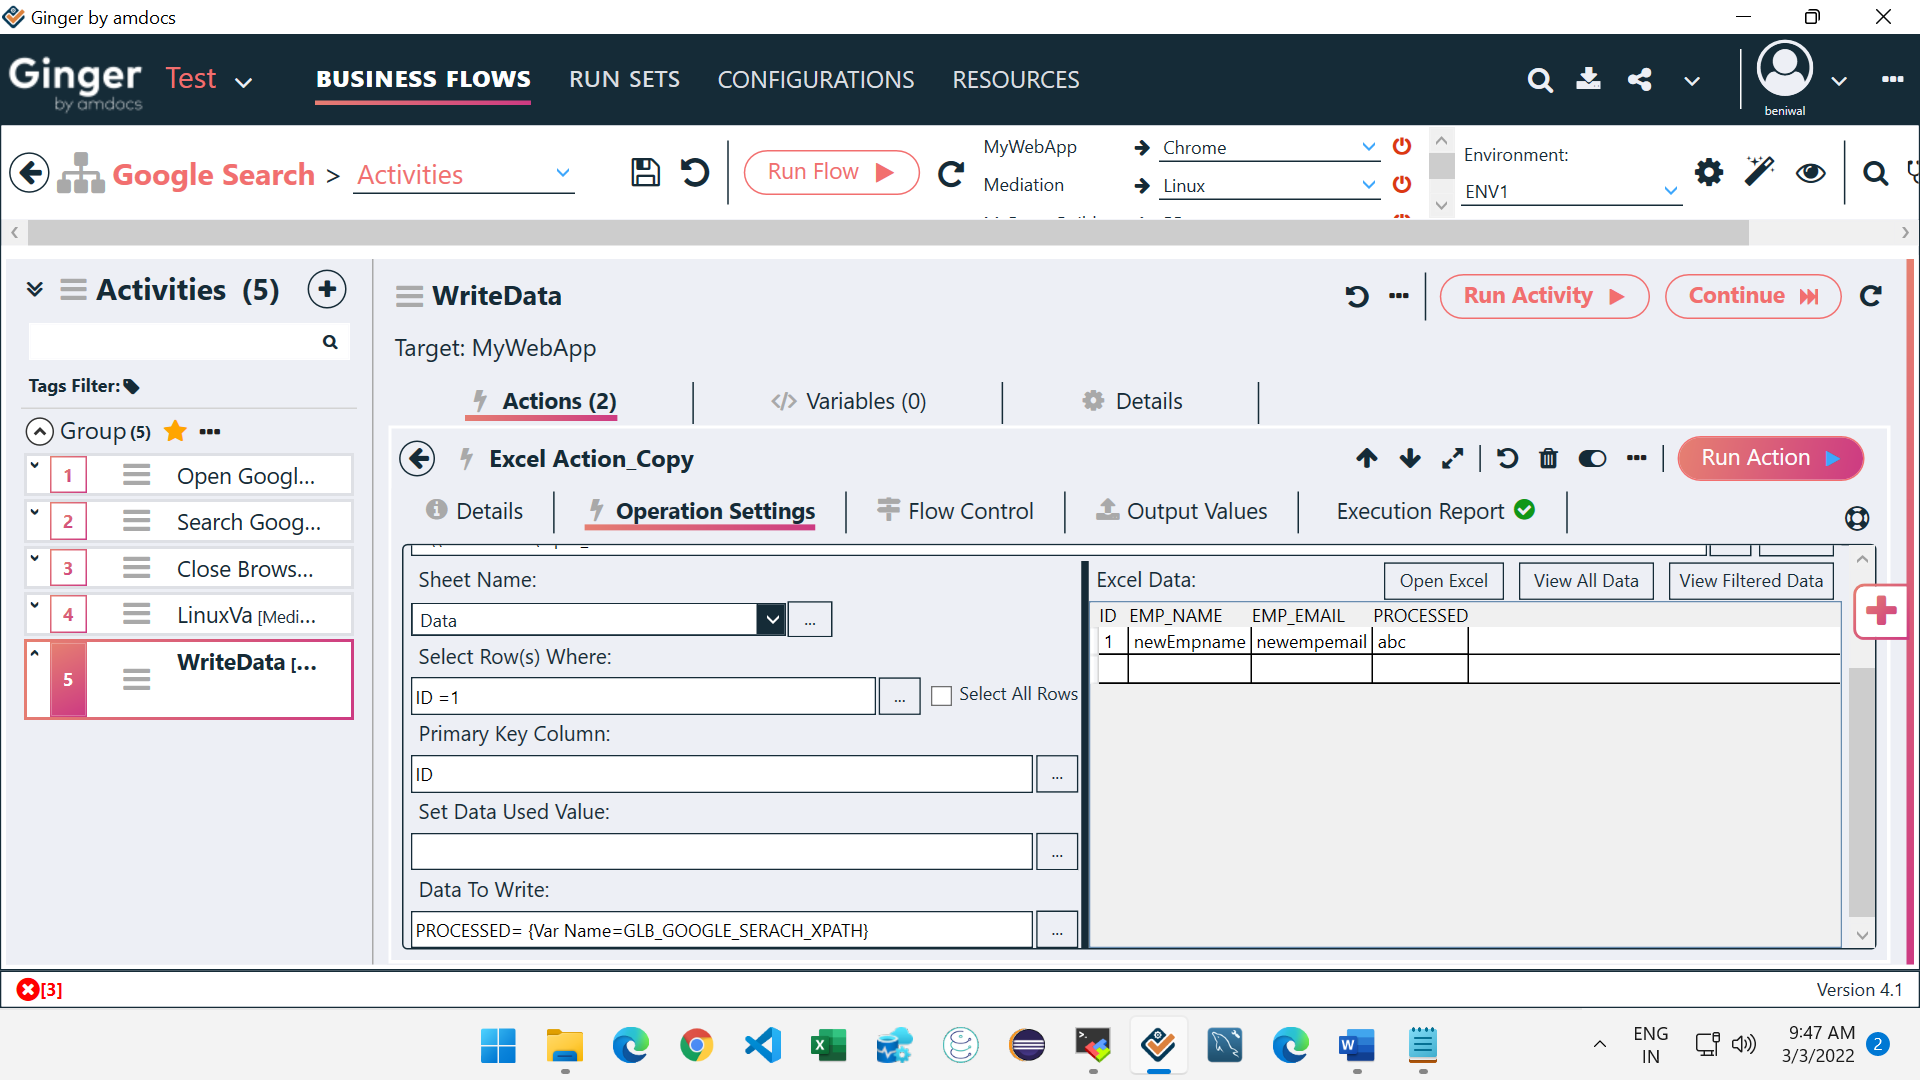 Ginger by amdocs
Ginger by amdocs Test BUSINESS FLOWS RUN SETS CONFIGURATIONS RESOURCES beniwal
Google Search > Activities Run Flow
MyWebApp Chrome
Mediation Linux
Environment:
ENV1
Activities (5)
Tags Filter:
Group (5)
1 Open Googl...
2 Search Goog...
3 Close Brows...
4 LinuxVa [Medi...
5 WriteData [...
WriteData Run Activity Continue
Target: MyWebApp
Actions (2) Variables (0) Details
Excel Action_Copy Run Action
Details Operation Settings Flow Control Output Values Execution Report
Sheet Name:
Data ...
Select Row(s) Where:
ID =1 ... Select All Rows
Primary Key Column:
ID ...
Set Data Used Value:
...
Data To Write:
PROCESSED= {Var Name=GLB_GOOGLE_SERACH_XPATH} ...
Excel Data: Open Excel View All Data View Filtered Data
ID EMP_NAME EMP_EMAIL PROCESSED
1 newEmpname newempemail abc
[3] Version 4.1
ENG
IN
9:47 AM
3/3/2022
2